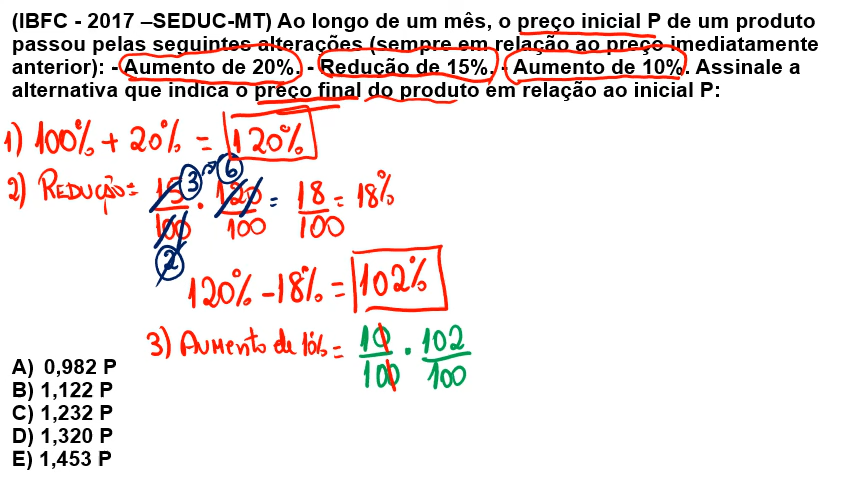 (IBFC - 2017 –SEDUC-MT) Ao longo de um mês, o preço inicial P de um produto
passou pelas seguintes alterações (sempre em relação ao preço imediatamente
anterior): - Aumento de 20%. - Redução de 15%. - Aumento de 10%. Assinale a
alternativa que indica o preço final do produto em relação ao inicial P:
1) 100% + 20% = 120%
2) REDUÇÃO = 15/100 · 120/100 = 18/100 = 18%
3 6
2
120% - 18% = 102%
3) AUMENTO de 10% = 10/100 · 102/100
A) 0,982 P
B) 1,122 P
C) 1,232 P
D) 1,320 P
E) 1,453 P